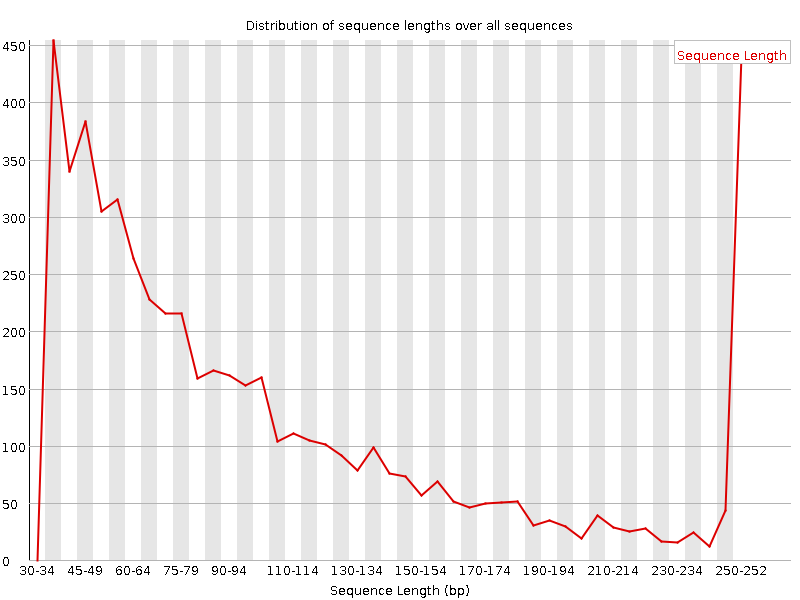 Distribution of sequence lengths over all sequences
Sequence Length
450
400
350
300
250
200
150
100
50
0
30-34 45-49 60-64 75-79 90-94 110-114 130-134 150-154 170-174 190-194 210-214 230-234 250-252
Sequence Length (bp)